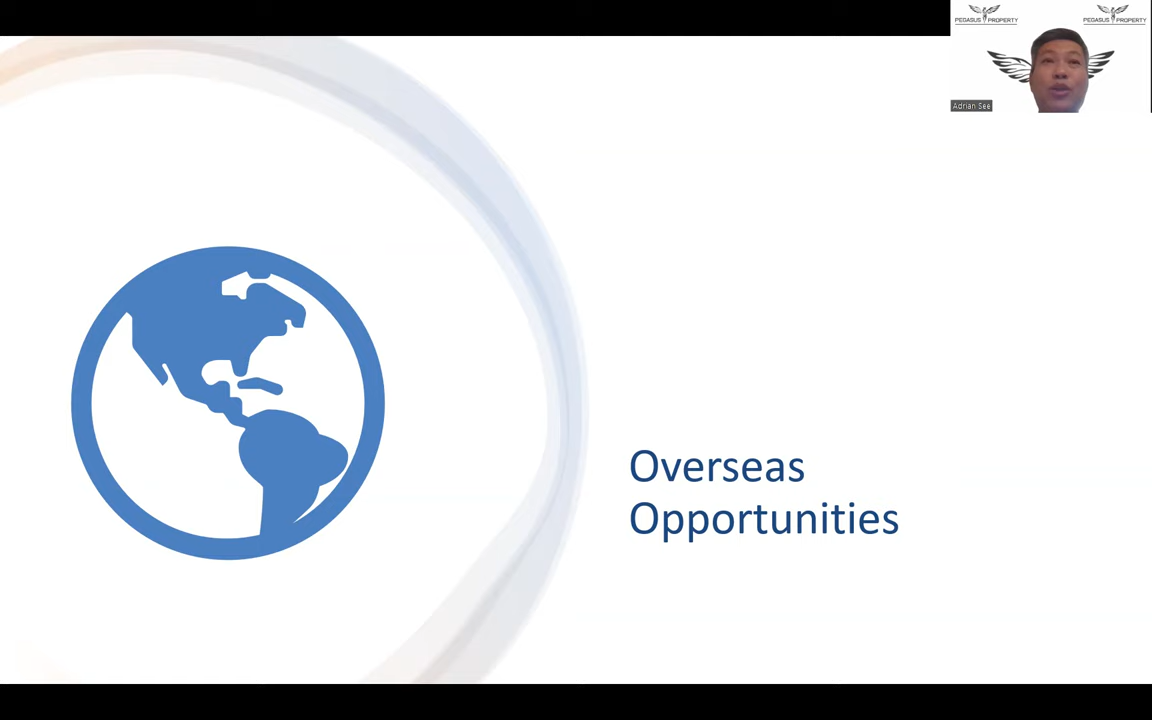 PEGASUS PROPERTY
PEGASUS PROPERTY
Adrian See
Overseas
Opportunities